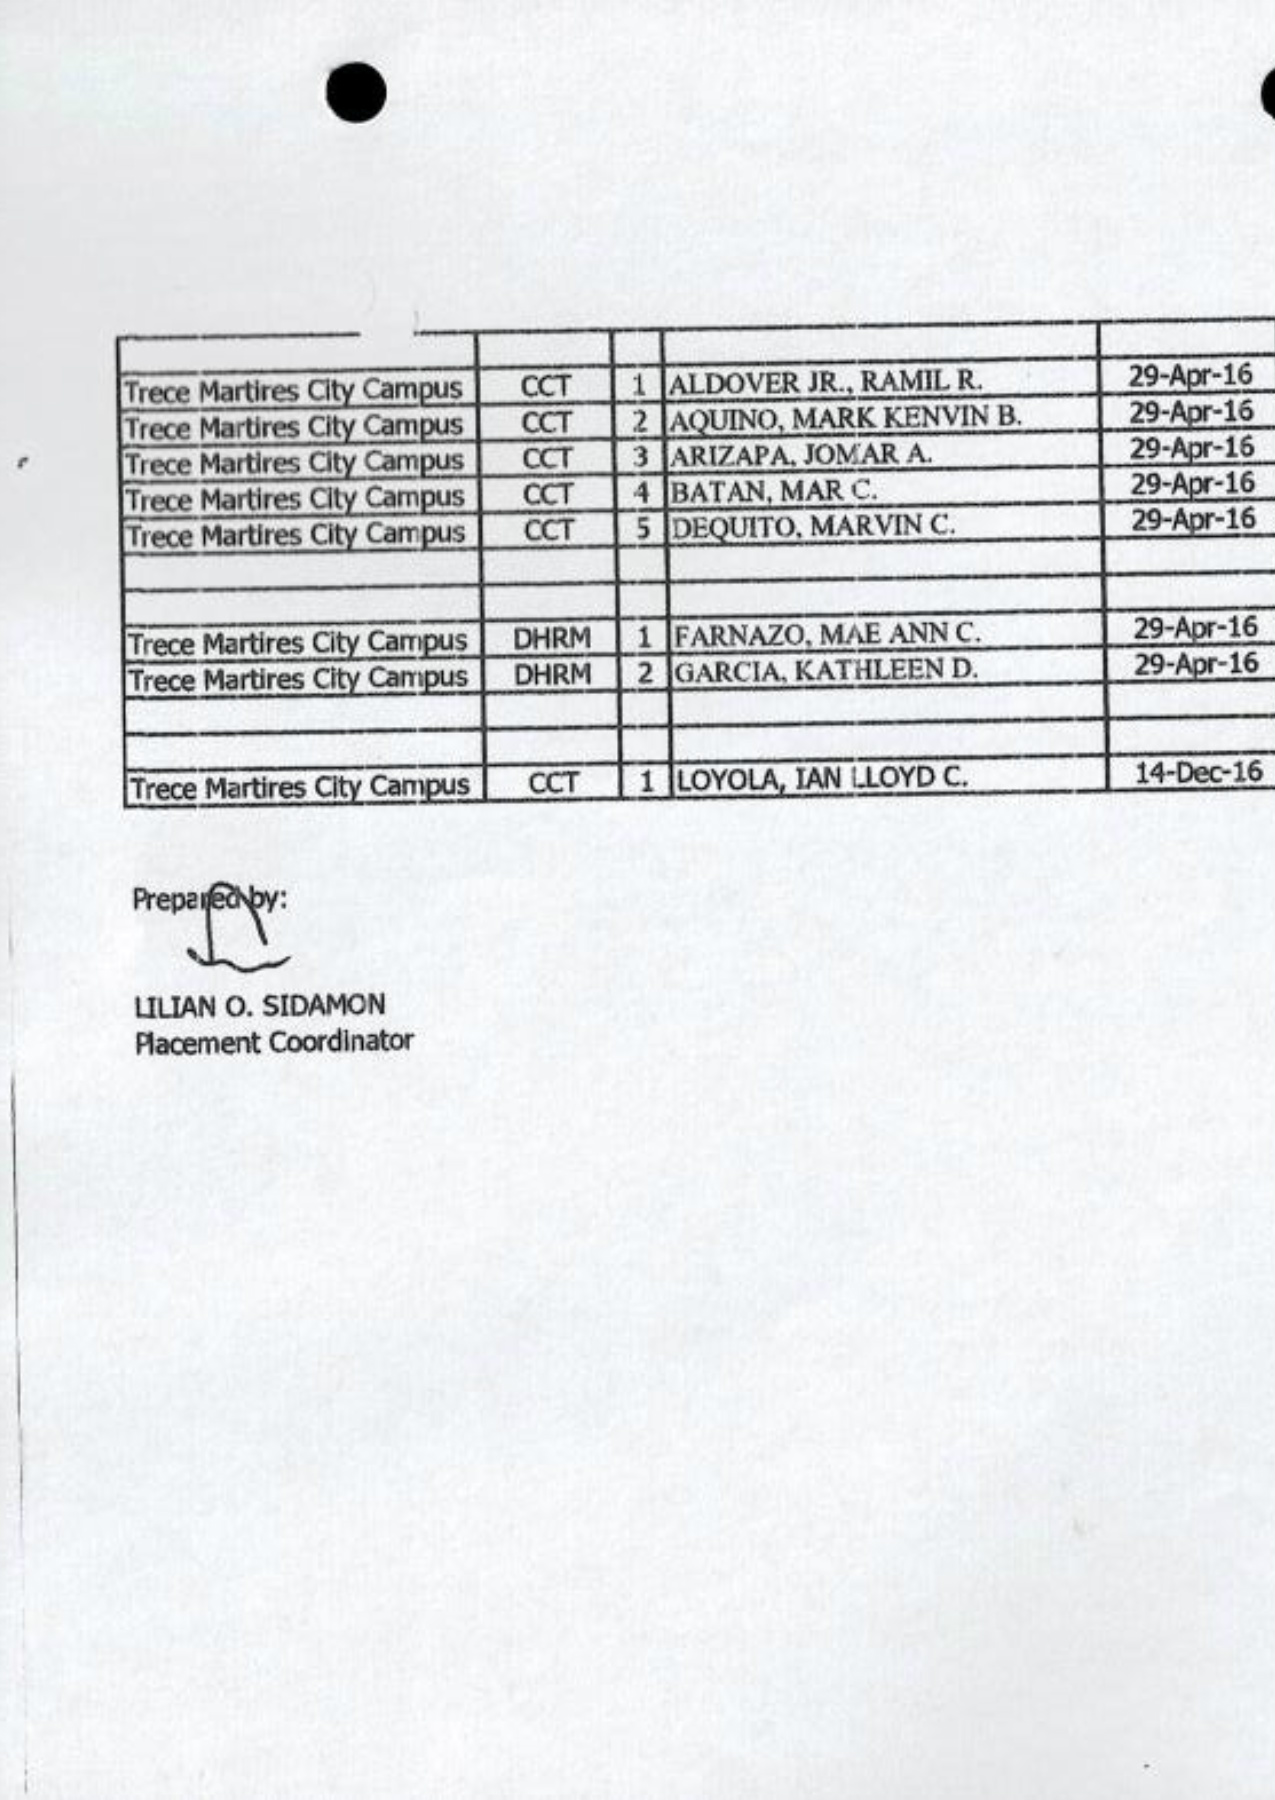 Trece Martires City Campus CCT 1 ALDOVER JR., RAMIL R. 29-Apr-16
Trece Martires City Campus CCT 2 AQUINO, MARK KENVIN B. 29-Apr-16
Trece Martires City Campus CCT 3 ARIZAPA, JOMAR A. 29-Apr-16
Trece Martires City Campus CCT 4 BATAN, MAR C. 29-Apr-16
Trece Martires City Campus CCT 5 DEQUITO, MARVIN C. 29-Apr-16
Trece Martires City Campus DHRM 1 FARNAZO, MAE ANN C. 29-Apr-16
Trece Martires City Campus DHRM 2 GARCIA, KATHLEEN D. 29-Apr-16
Trece Martires City Campus CCT 1 LOYOLA, IAN LLOYD C. 14-Dec-16
Prepared by:
LILIAN O. SIDAMON
Placement Coordinator